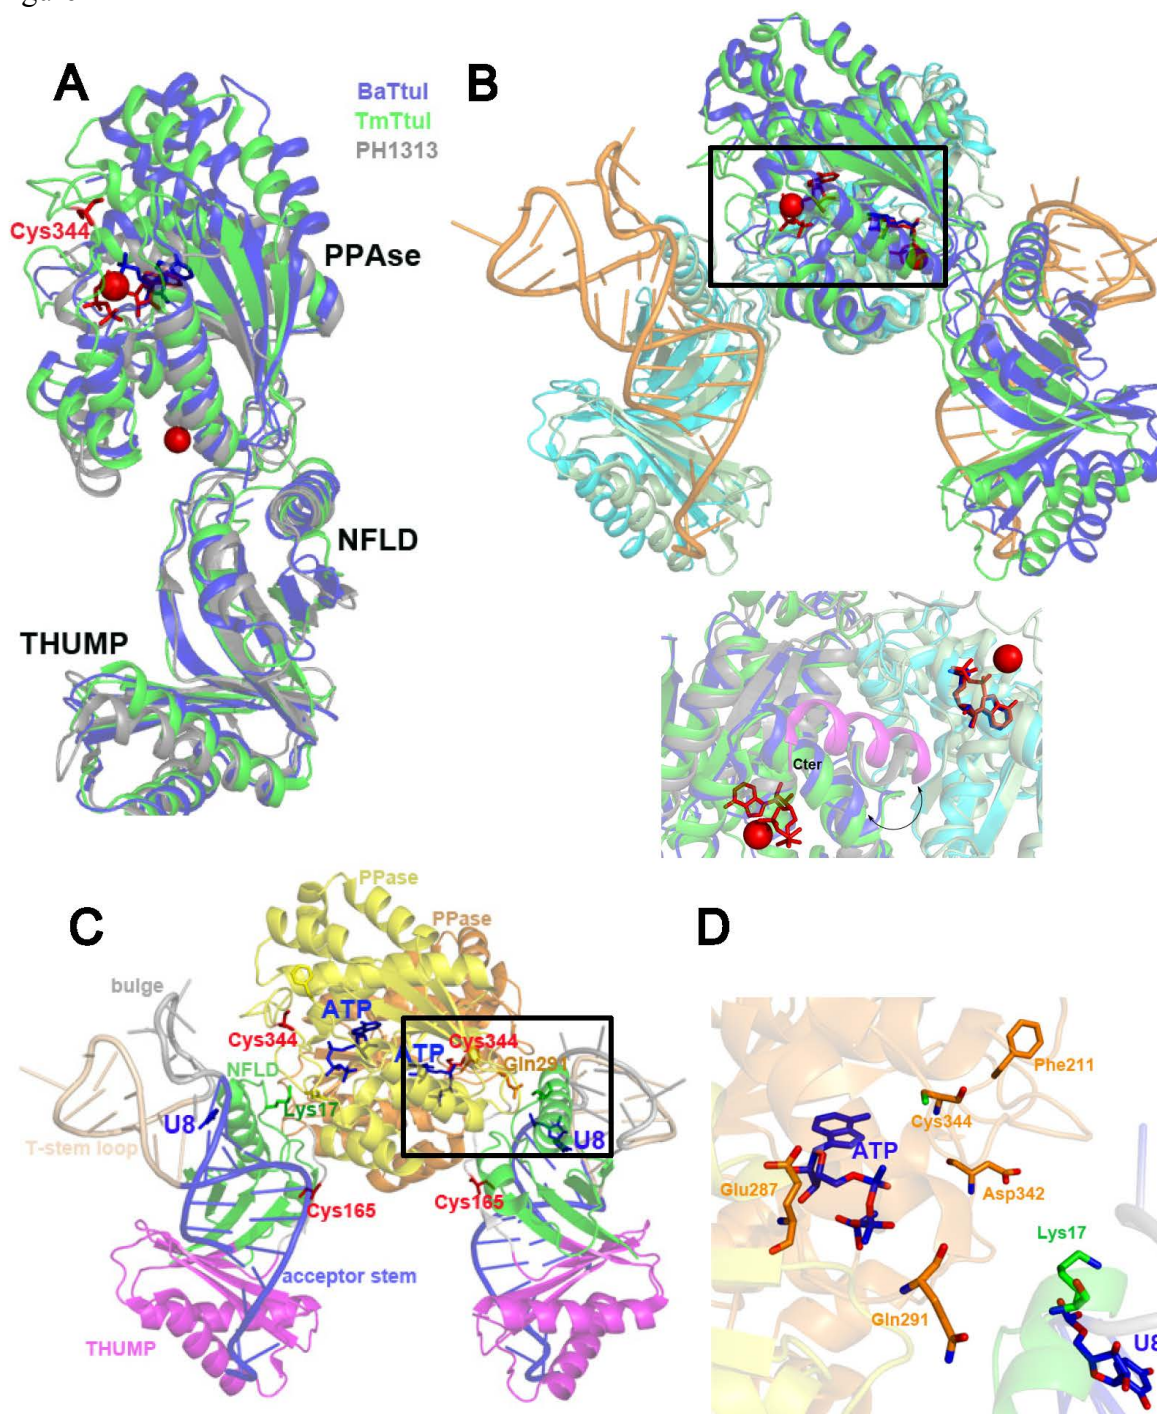 A
BaTtuI
TmTtuI
PH1313
Cys344
PPAse
NFLD
THUMP
B
Cter
C
PPase
PPase
bulge
ATP
Cys344
ATP
Cys344
NFLD
Gln291
Lys17
U8
U8
T-stem loop
Cys165
Cys165
acceptor stem
THUMP
D
Phe211
Cys344
ATP
Glu287
Asp342
Lys17
Gln291
U8